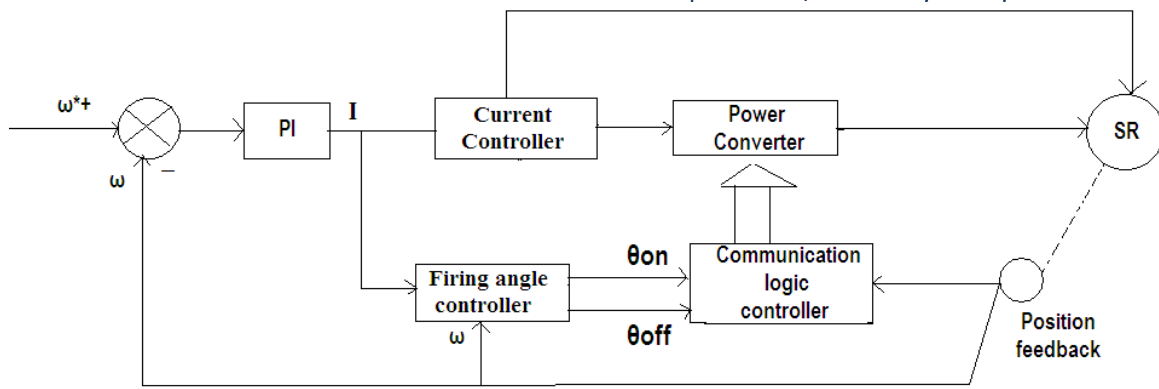 ω*+
ω
–
PI
I
Current
Controller
Power
Converter
SR
Firing angle
controller
ω
θon
θoff
Communication
logic
controller
Position
feedback